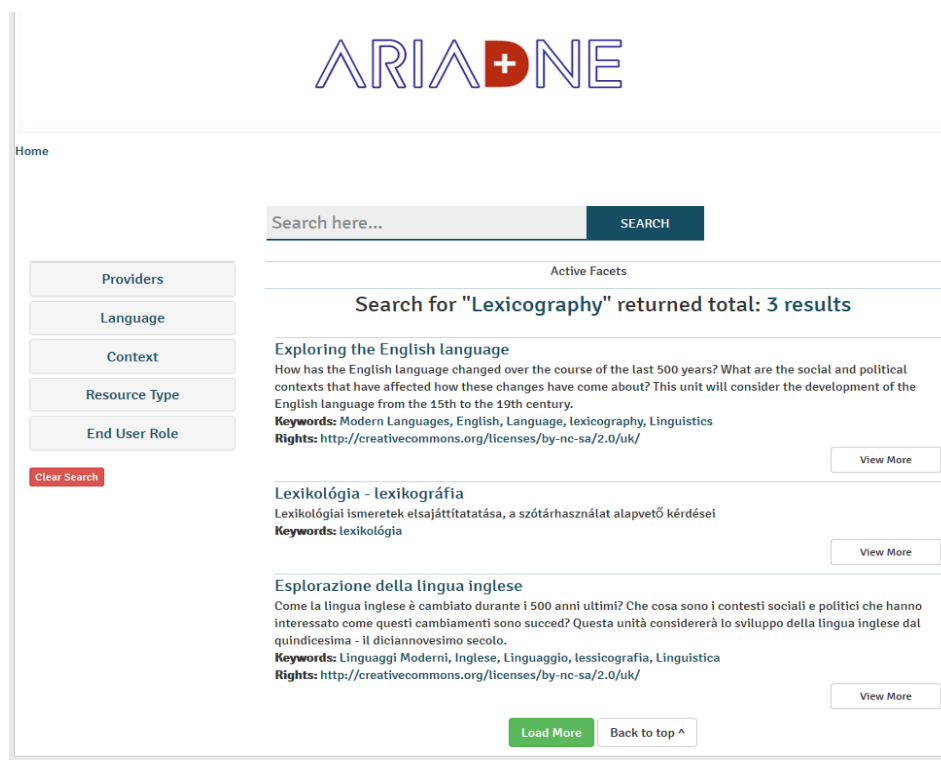 ARIADNE
Home
Search here...
SEARCH
Providers
Language
Context
Resource Type
End User Role
Clear Search
Active Facets
Search for "Lexicography" returned total: 3 results
Exploring the English language
How has the English language changed over the course of the last 500 years? What are the social and political
contexts that have affected how these changes have come about? This unit will consider the development of the
English language from the 15th to the 19th century.
Keywords: Modern Languages, English, Language, lexicography, Linguistics
Rights: http://creativecommons.org/licenses/by-nc-sa/2.0/uk/
View More
Lexikológia - lexikográfia
Lexikológiai ismeretek elsajáttítatatása, a szótárhasználat alapvető kérdései
Keywords: lexikológia
View More
Esplorazione della lingua inglese
Come la lingua inglese è cambiato durante i 500 anni ultimi? Che cosa sono i contesti sociali e politici che hanno
interessato come questi cambiamenti sono succed? Questa unità considererà lo sviluppo della lingua inglese dal
quindicesima - il diciannovesimo secolo.
Keywords: Linguaggi Moderni, Inglese, Linguaggio, lessicografia, Linguistica
Rights: http://creativecommons.org/licenses/by-nc-sa/2.0/uk/
View More
Load More
Back to top ^